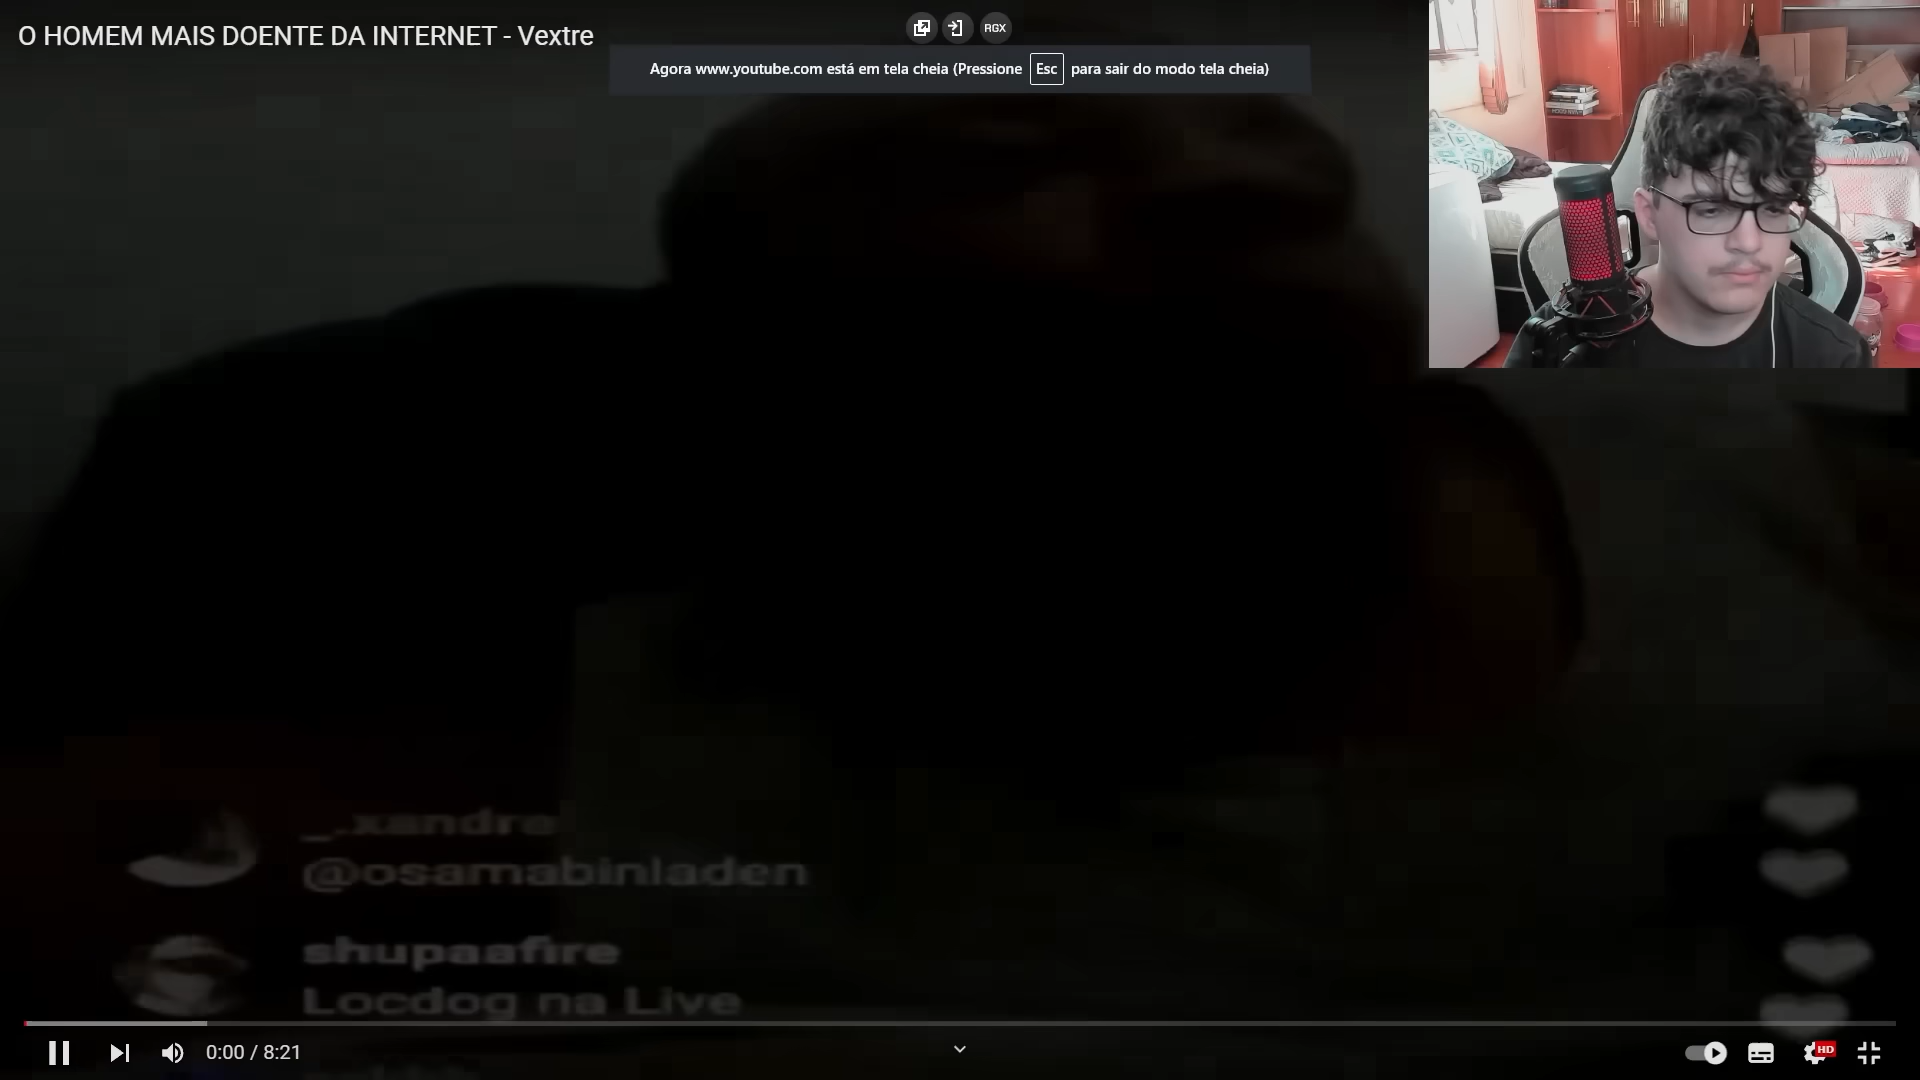 O HOMEM MAIS DOENTE DA INTERNET - Vextre
RGX
Agora www.youtube.com está em tela cheia (Pressione Esc para sair do modo tela cheia)
_.xandre
@osamabinladen
shupaafire
Locdog na Live
0:00 / 8:21
HD